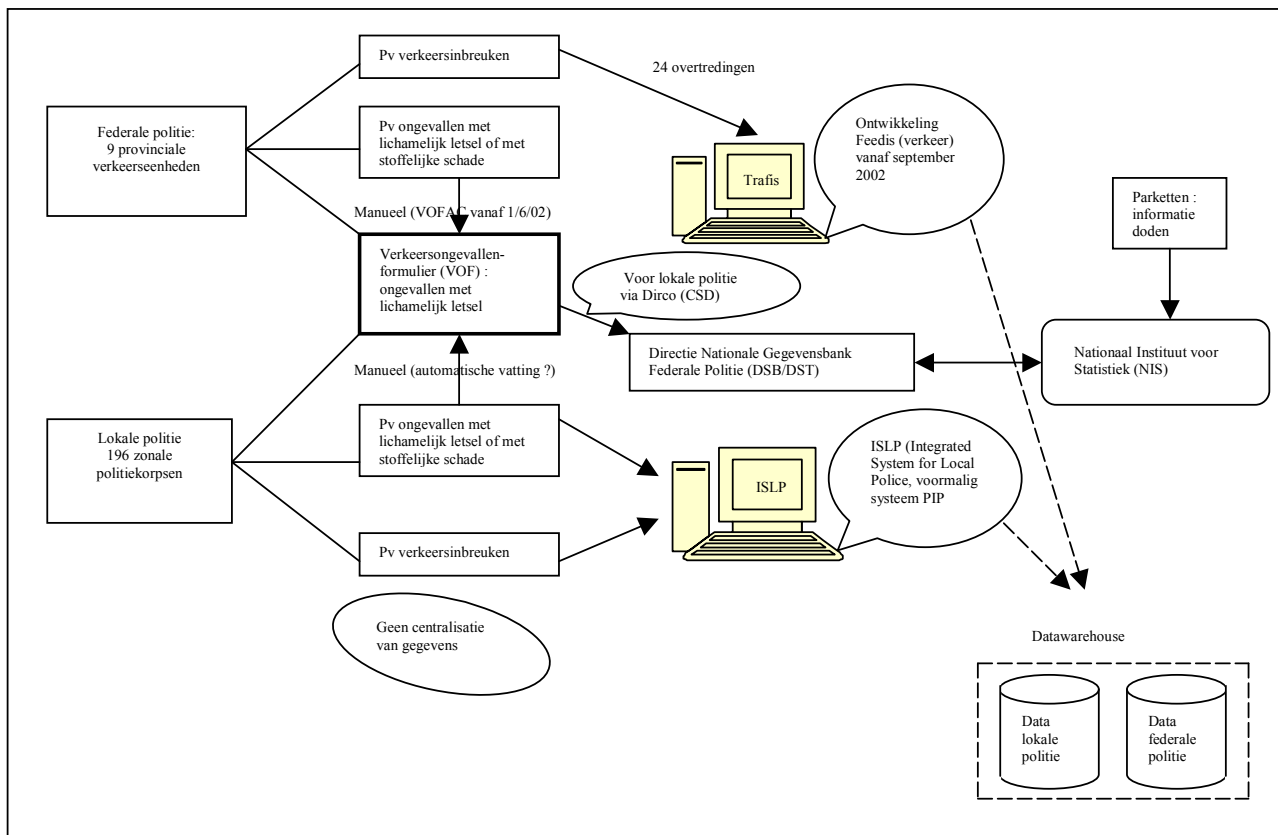 Pv verkeersinbreuken
24 overtredingen
Federale politie:
9 provinciale
verkeerseenheden
Pv ongevallen met
lichamelijk letsel of met
stoffelijke schade
Trafis
Ontwikkeling
Feedis (verkeer)
vanaf september
2002
Parketten :
informatie
doden
Manueel (VOFAC vanaf 1/6/02)
Verkeersongevallen-
formulier (VOF) :
ongevallen met
lichamelijk letsel
Voor lokale politie
via Dirco (CSD)
Directie Nationale Gegevensbank
Federale Politie (DSB/DST)
Nationaal Instituut voor
Statistiek (NIS)
Manueel (automatische vatting ?)
Lokale politie
196 zonale
politiekorpsen
Pv ongevallen met
lichamelijk letsel of met
stoffelijke schade
ISLP
ISLP (Integrated
System for Local
Police, voormalig
systeem PIP
Pv verkeersinbreuken
Geen centralisatie
van gegevens
Datawarehouse
Data
lokale
politie
Data
federale
politie